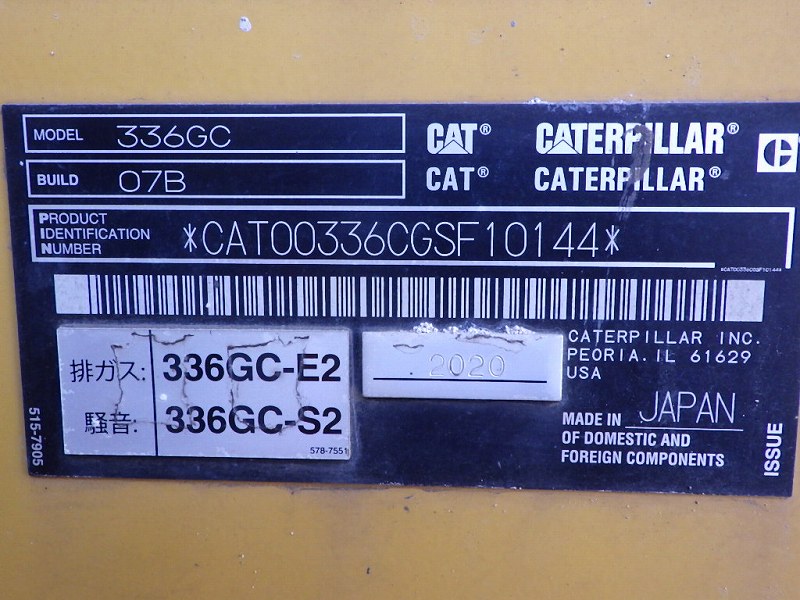 MODEL 336GC
CAT® CATERPILLAR®
BUILD 07B
CAT® CATERPILLAR®
PRODUCT
IDENTIFICATION
NUMBER
*CAT00336CGSF10144*
*CAT00336CGSF10144*
排ガス: 336GC-E2
騒音: 336GC-S2
578-7551
2020
CATERPILLAR INC.
PEORIA. IL 61629
USA
MADE IN JAPAN
OF DOMESTIC AND
FOREIGN COMPONENTS
515-7905
ISSUE